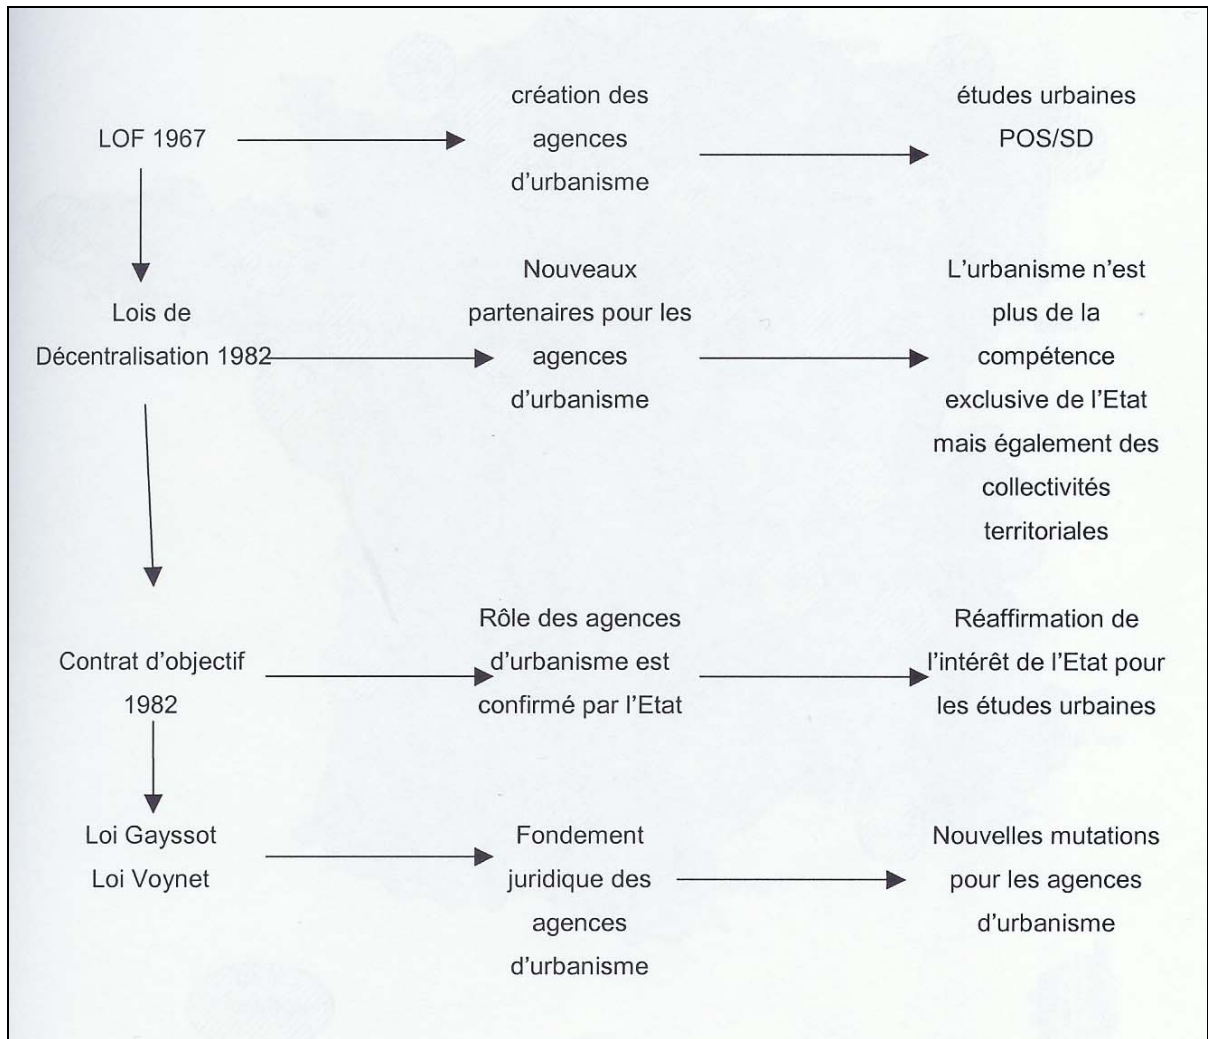 LOF 1967
création des
agences
d'urbanisme
études urbaines
POS/SD
Lois de
Décentralisation 1982
Nouveaux
partenaires pour les
agences
d'urbanisme
L'urbanisme n'est
plus de la
compétence
exclusive de l'Etat
mais également des
collectivités
territoriales
Contrat d'objectif
1982
Rôle des agences
d'urbanisme est
confirmé par l'Etat
Réaffirmation de
l'intérêt de l'Etat pour
les études urbaines
Loi Gayssot
Loi Voynet
Fondement
juridique des
agences
d'urbanisme
Nouvelles mutations
pour les agences
d'urbanisme